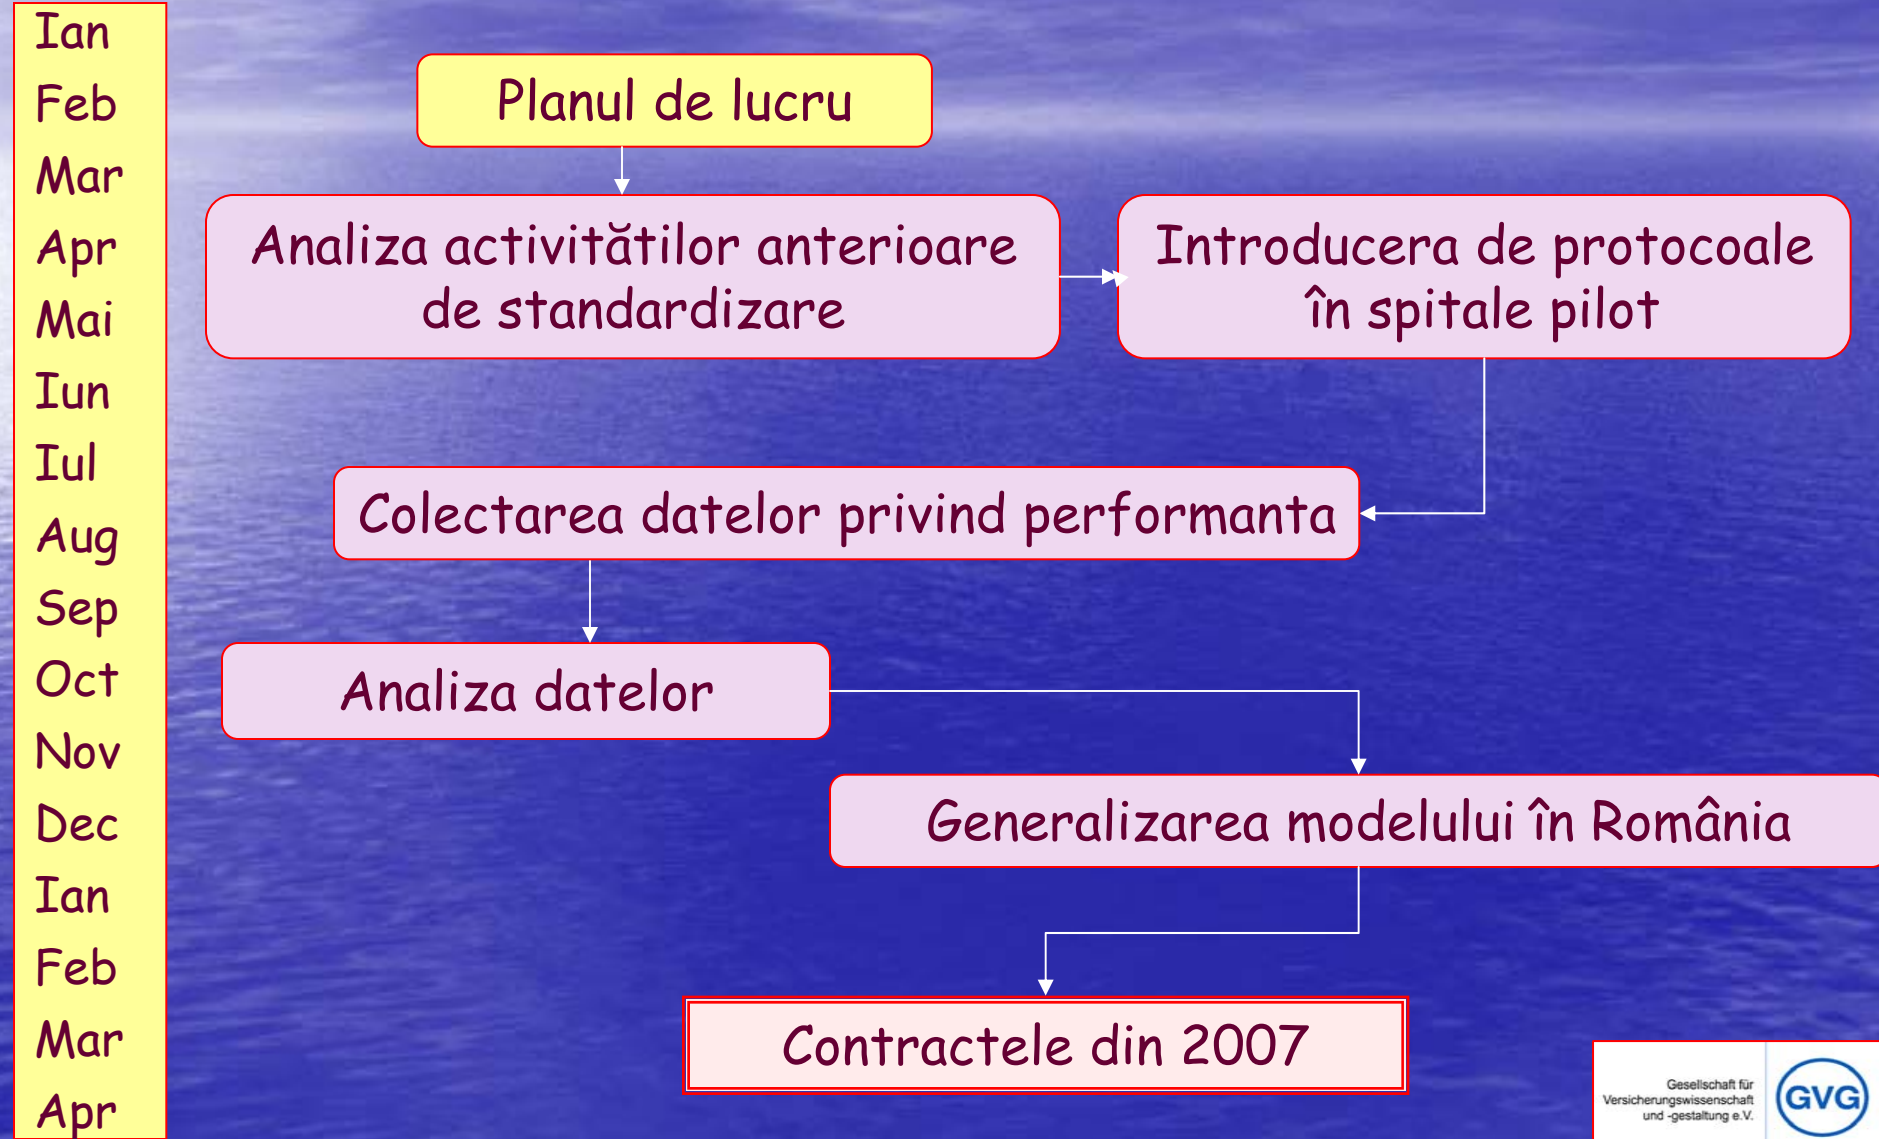 Ian
Feb
Mar
Apr
Mai
Iun
Iul
Aug
Sep
Oct
Nov
Dec
Ian
Feb
Mar
Apr
Planul de lucru
Analiza activitătilor anterioare
de standardizare
Introducera de protocoale
în spitale pilot
Colectarea datelor privind performanta
Analiza datelor
Generalizarea modelului în România
Contractele din 2007
Gesellschaft für
Versicherungswissenschaft
und -gestaltung e.V.
GVG